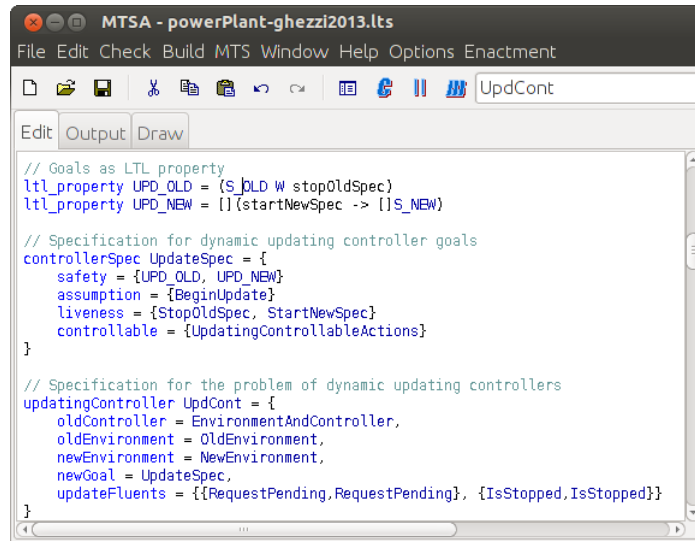 MTSA - powerPlant-ghezzi2013.lts
File Edit Check Build MTS Window Help Options Enactment
UpdCont
Edit Output Draw
// Goals as LTL property
ltl_property UPD_OLD = (S_OLD W stopOldSpec)
ltl_property UPD_NEW = [](startNewSpec -> []S_NEW)
// Specification for dynamic updating controller goals
controllerSpec UpdateSpec = {
    safety = {UPD_OLD, UPD_NEW}
    assumption = {BeginUpdate}
    liveness = {StopOldSpec, StartNewSpec}
    controllable = {UpdatingControllableActions}
}
// Specification for the problem of dynamic updating controllers
updatingController UpdCont = {
    oldController = EnvironmentAndController,
    oldEnvironment = OldEnvironment,
    newEnvironment = NewEnvironment,
    newGoal = UpdateSpec,
    updateFluents = {{RequestPending,RequestPending}, {IsStopped,IsStopped}}
}